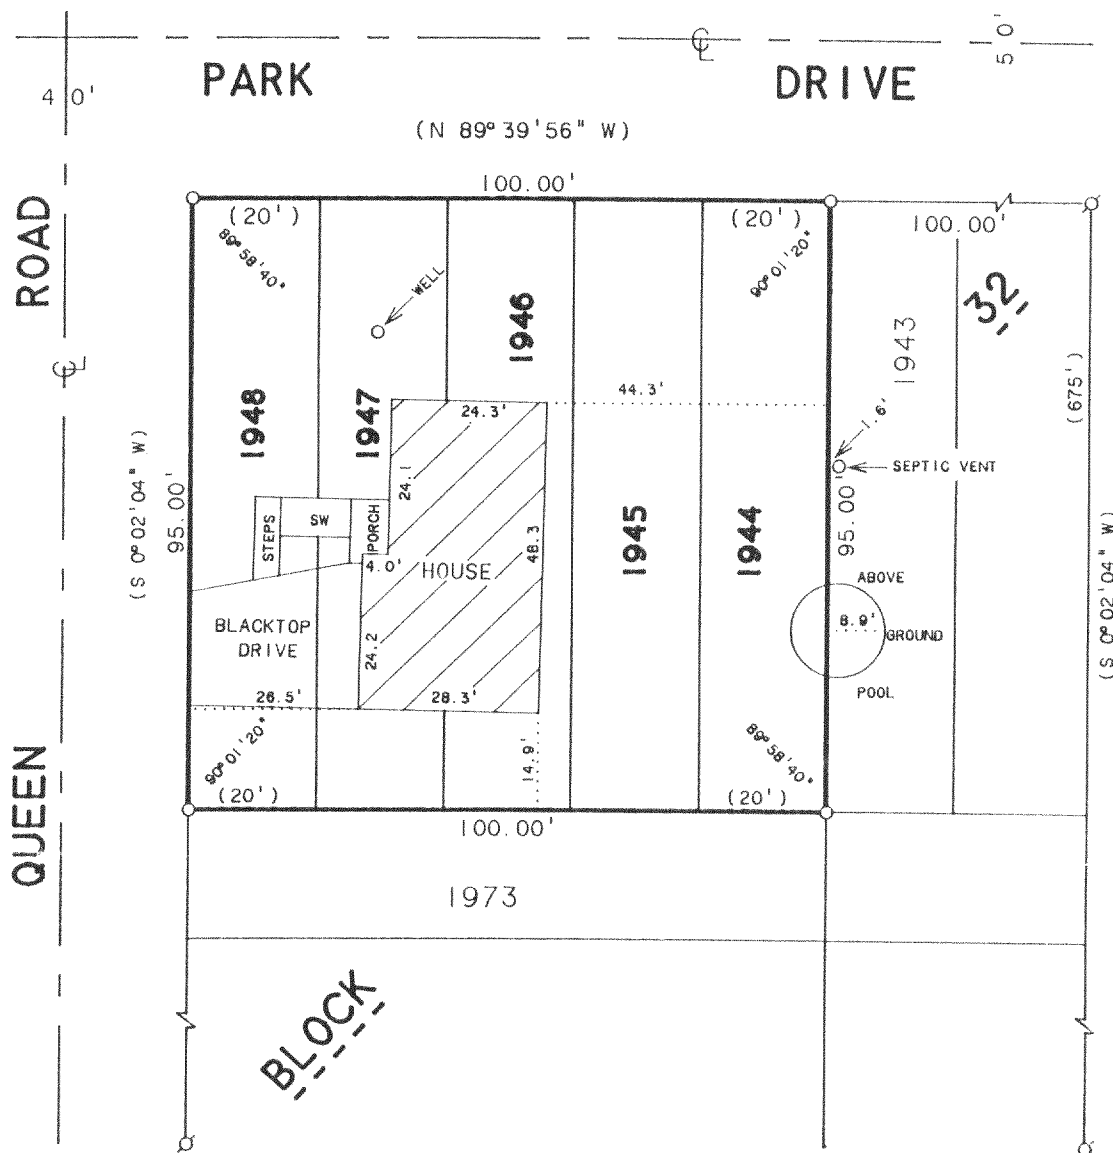 5 0'
PARK DRIVE
4 0'
(N 89° 39'56" W)
100.00'
(20')
(20')
100.00'
89° 58'40"
90° 01'20"
ROAD
WELL
32
1946
1943
1948
1947
44.3'
24.3'
(675')
1.6'
(S 0° 02'04" W)
95.00'
24.1
SEPTIC VENT
STEPS
SW
PORCH
48.3
1945
1944
95.00'
(S 0° 02'04" W)
4.0'
HOUSE
ABOVE
8.9'
GROUND
POOL
BLACKTOP
DRIVE
24.2
26.5'
28.3'
90° 01'20"
14.9'
89° 58'40"
(20')
(20')
100.00'
QUEEN
1973
BLOCK